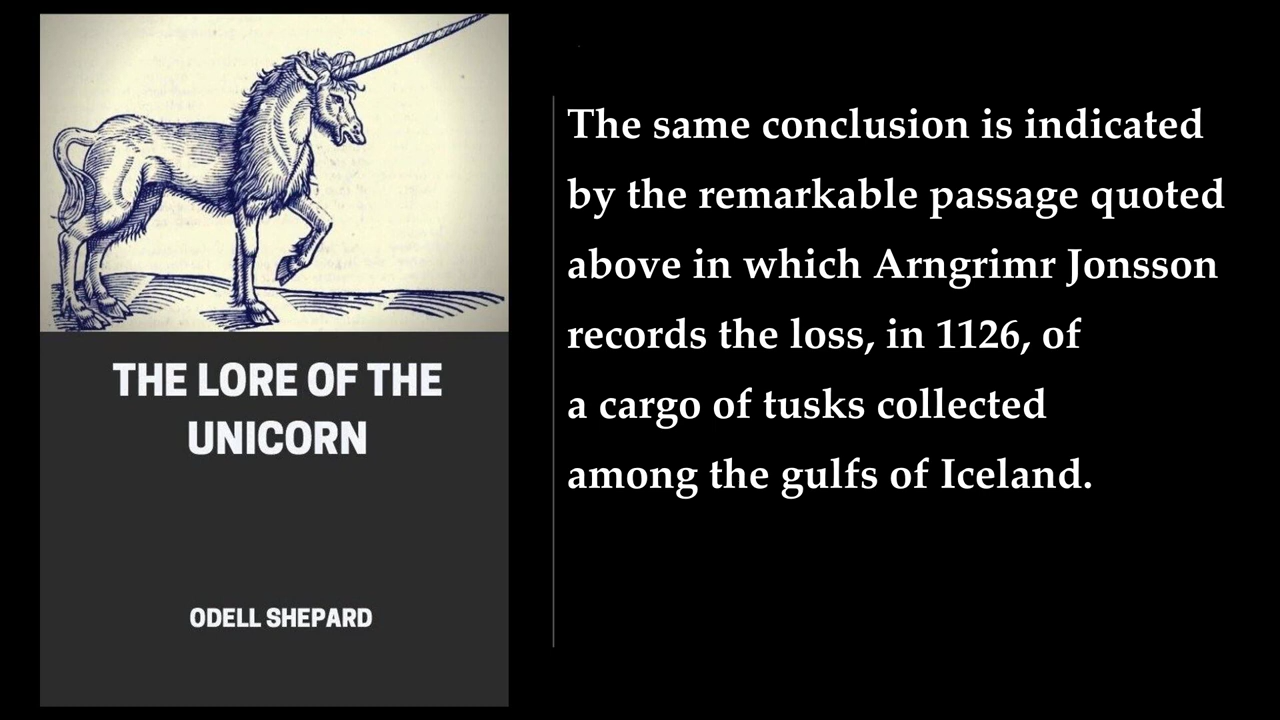 THE LORE OF THE
UNICORN
ODELL SHEPARD
The same conclusion is indicated
by the remarkable passage quoted
above in which Arngrimr Jonsson
records the loss, in 1126, of
a cargo of tusks collected
among the gulfs of Iceland.